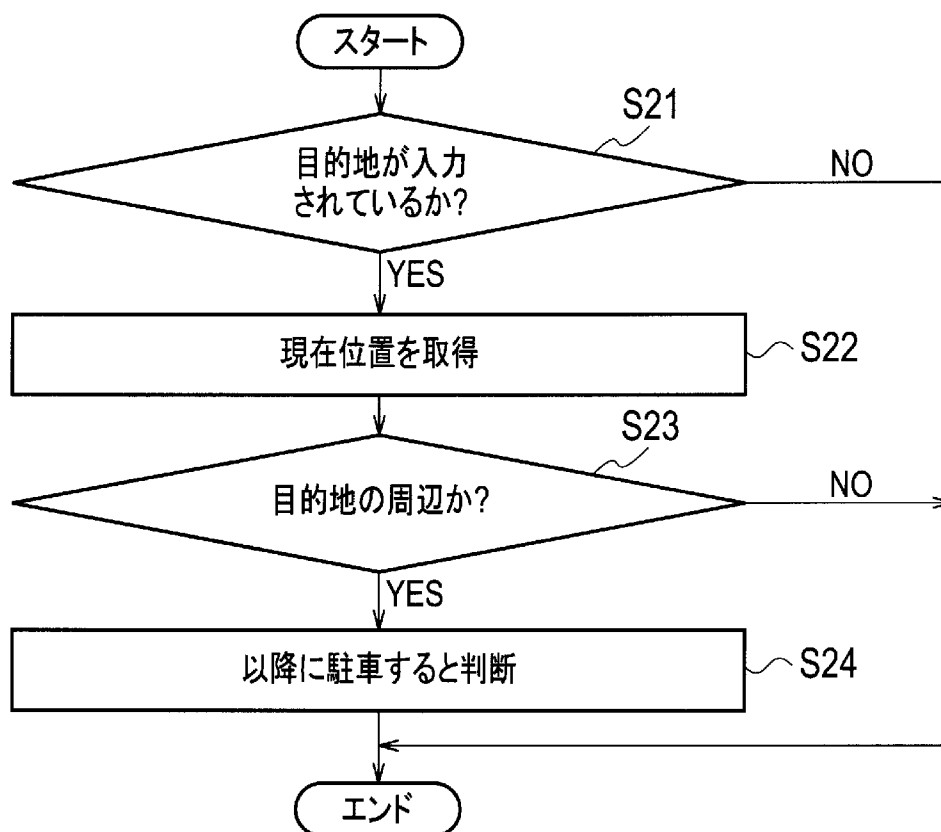 スタート
S21
目的地が入力
されているか?
NO
YES
現在位置を取得
S22
S23
目的地の周辺か?
NO
YES
以降に駐車すると判断
S24
エンド